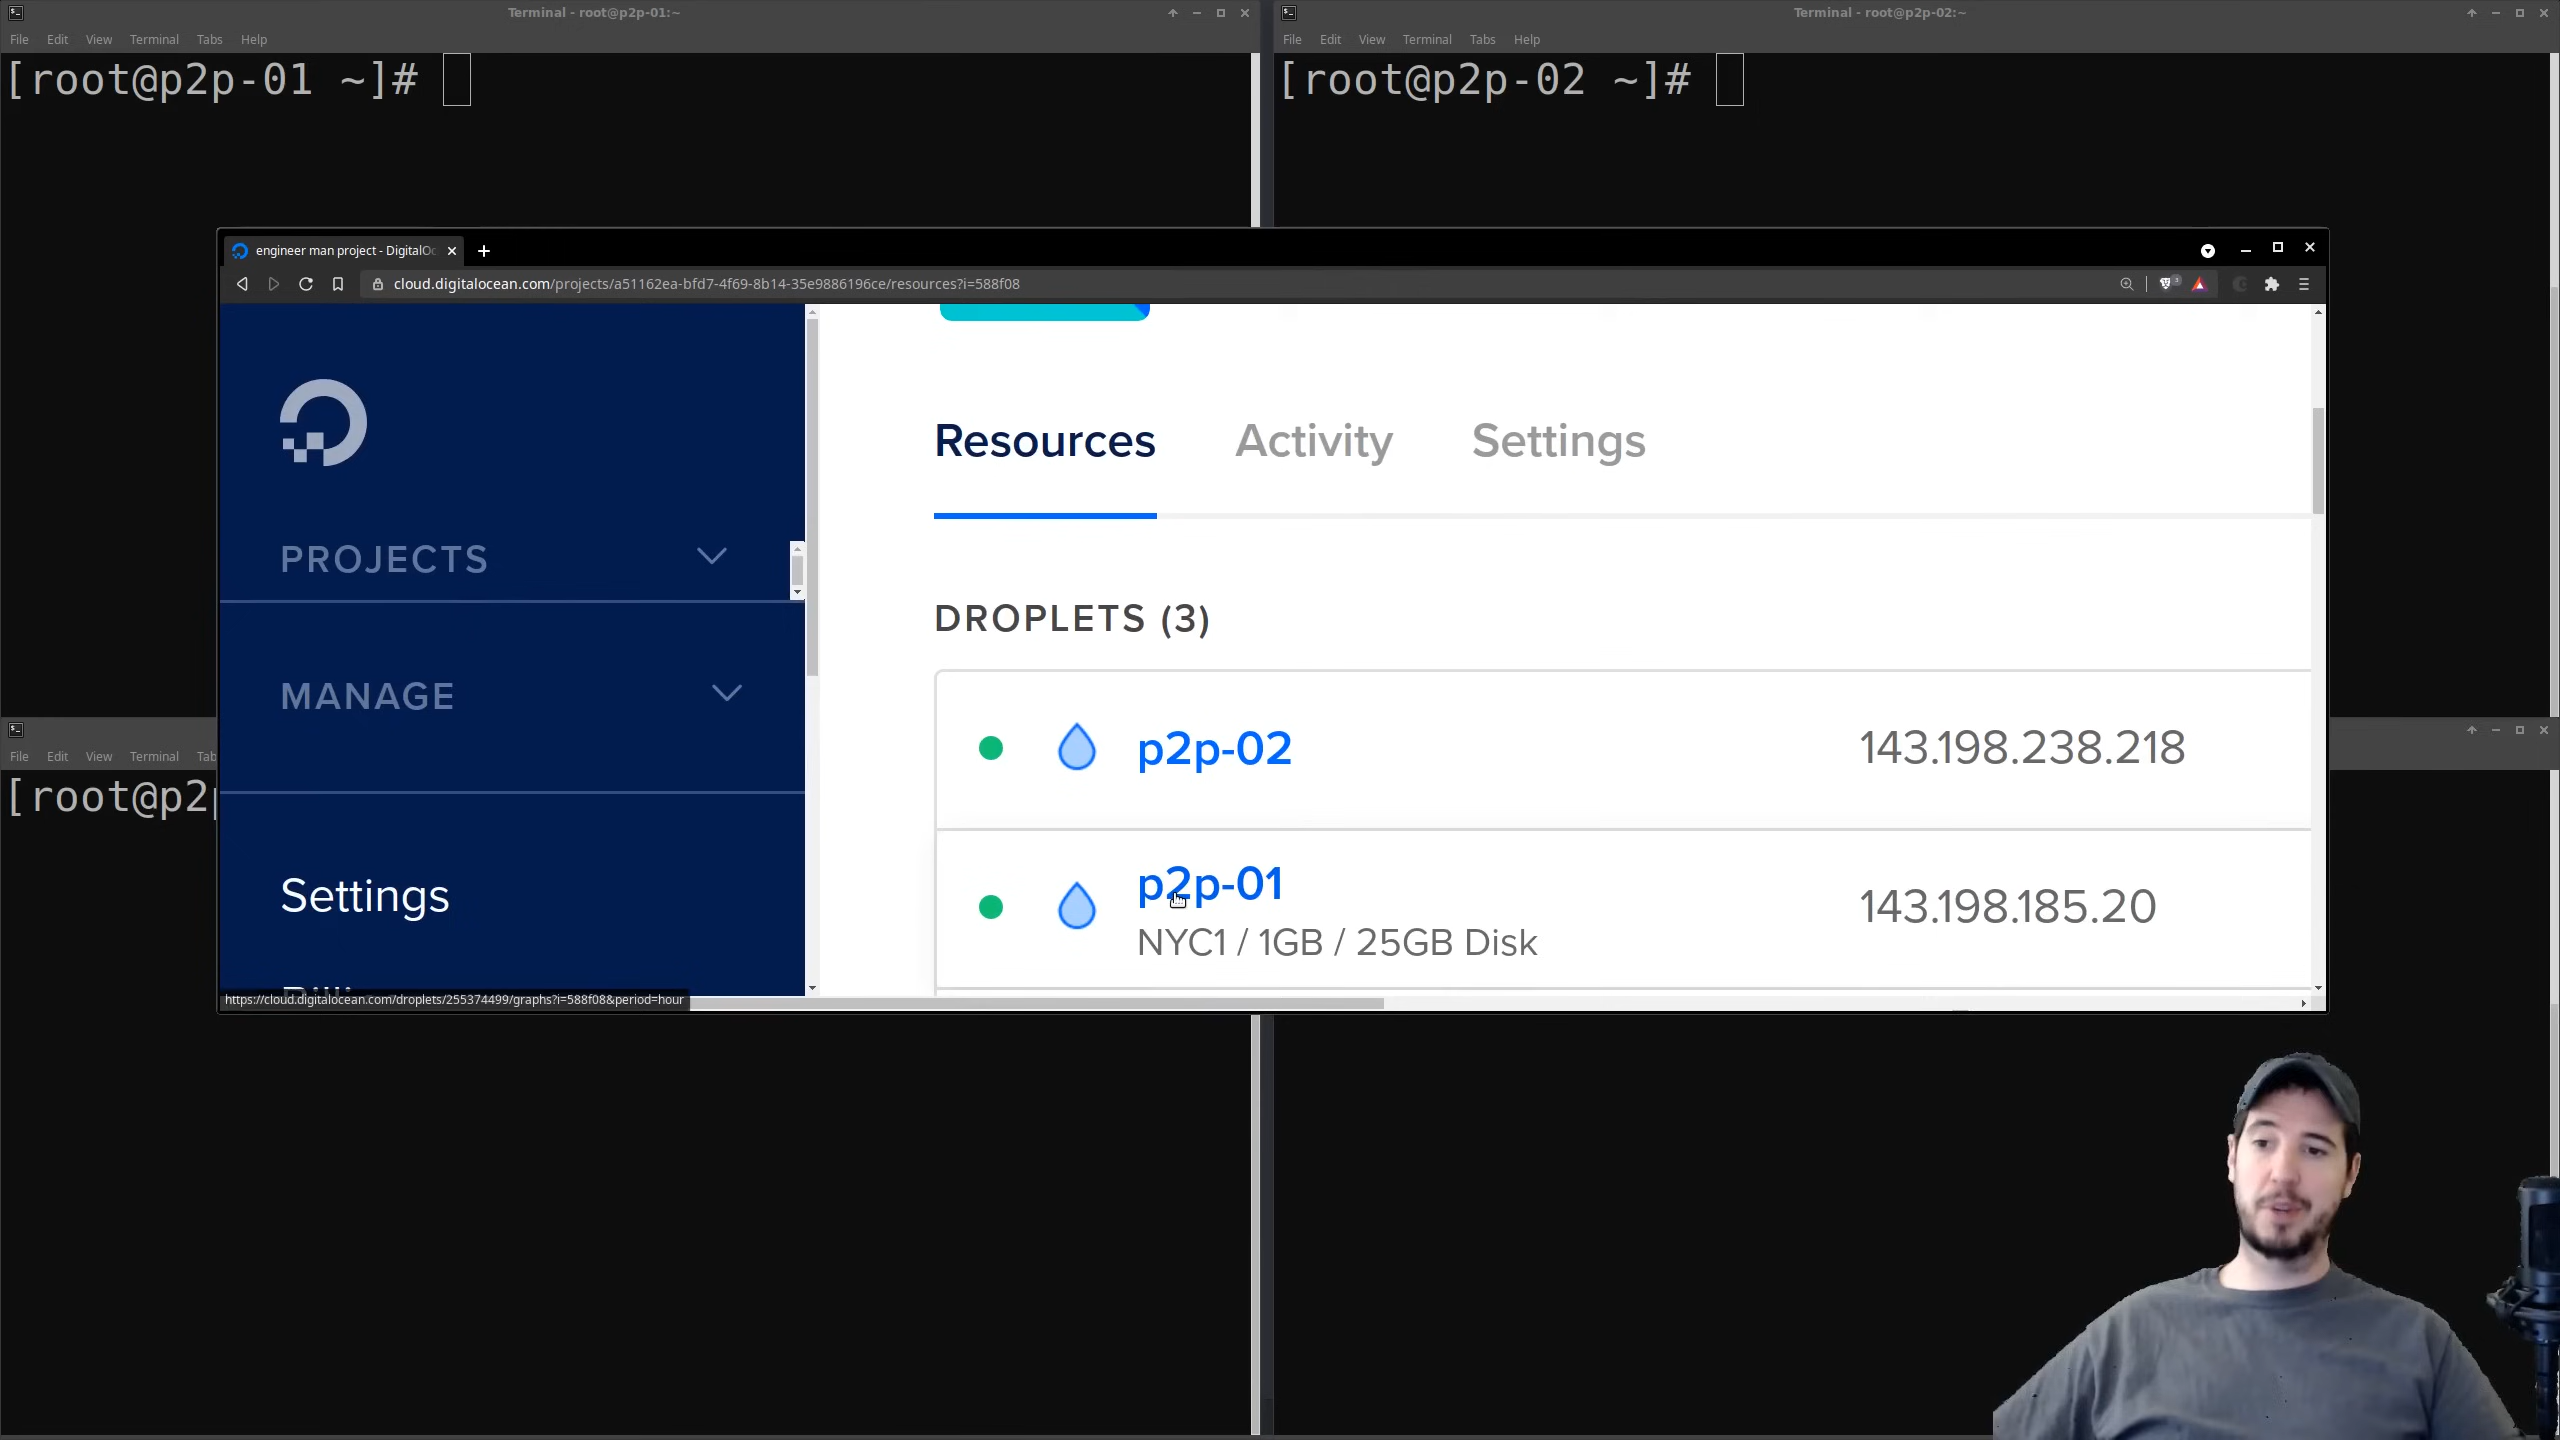 Terminal - root@p2p-01:~
File Edit View Terminal Tabs Help
[root@p2p-01 ~]#
Terminal - root@p2p-02:~
File Edit View Terminal Tabs Help
[root@p2p-02 ~]#
engineer man project - DigitalOc
cloud.digitalocean.com/projects/a51162ea-bfd7-4f69-8b14-35e9886196ce/resources?i=588f08
PROJECTS
MANAGE
Settings
Resources Activity Settings
DROPLETS (3)
p2p-02 143.198.238.218
p2p-01 143.198.185.20
NYC1 / 1GB / 25GB Disk
https://cloud.digitalocean.com/droplets/255374499/graphs?i=588f08&period=hour
File Edit View Terminal Tab
[root@p2p